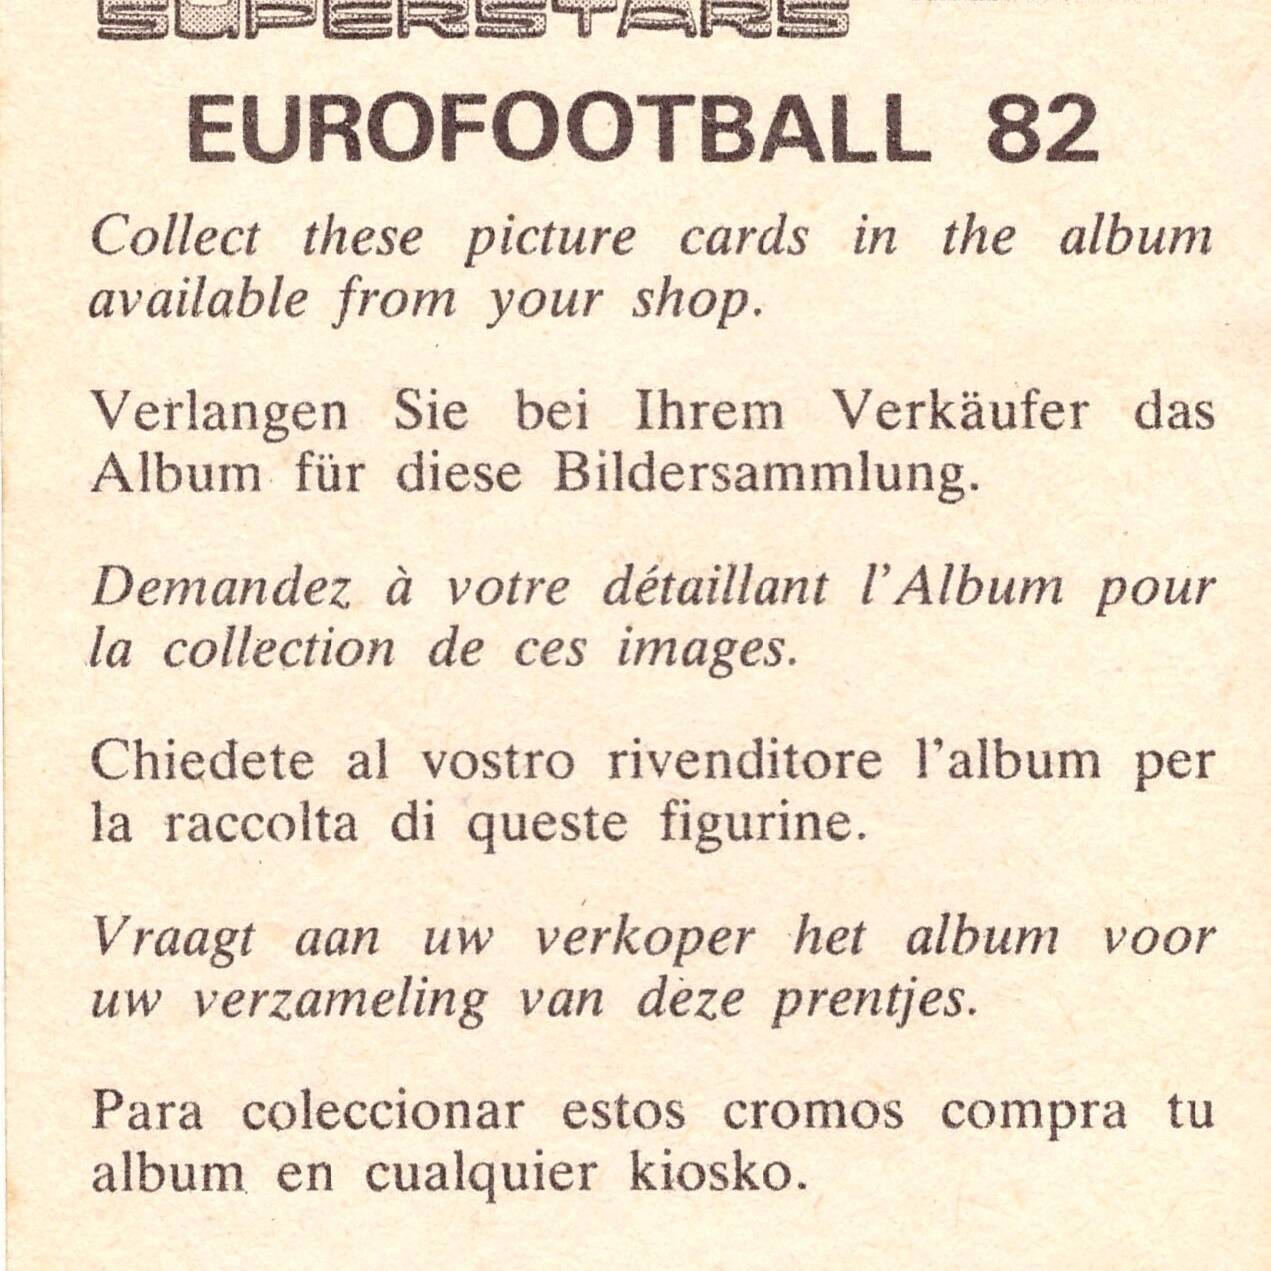 SUPERSTARS
EUROFOOTBALL 82
Collect these picture cards in the album
available from your shop.
Verlangen Sie bei Ihrem Verkäufer das
Album für diese Bildersammlung.
Demandez à votre détaillant l'Album pour
la collection de ces images.
Chiedete al vostro rivenditore l'album per
la raccolta di queste figurine.
Vraagt aan uw verkoper het album voor
uw verzameling van deze prentjes.
Para coleccionar estos cromos compra tu
album en cualquier kiosko.